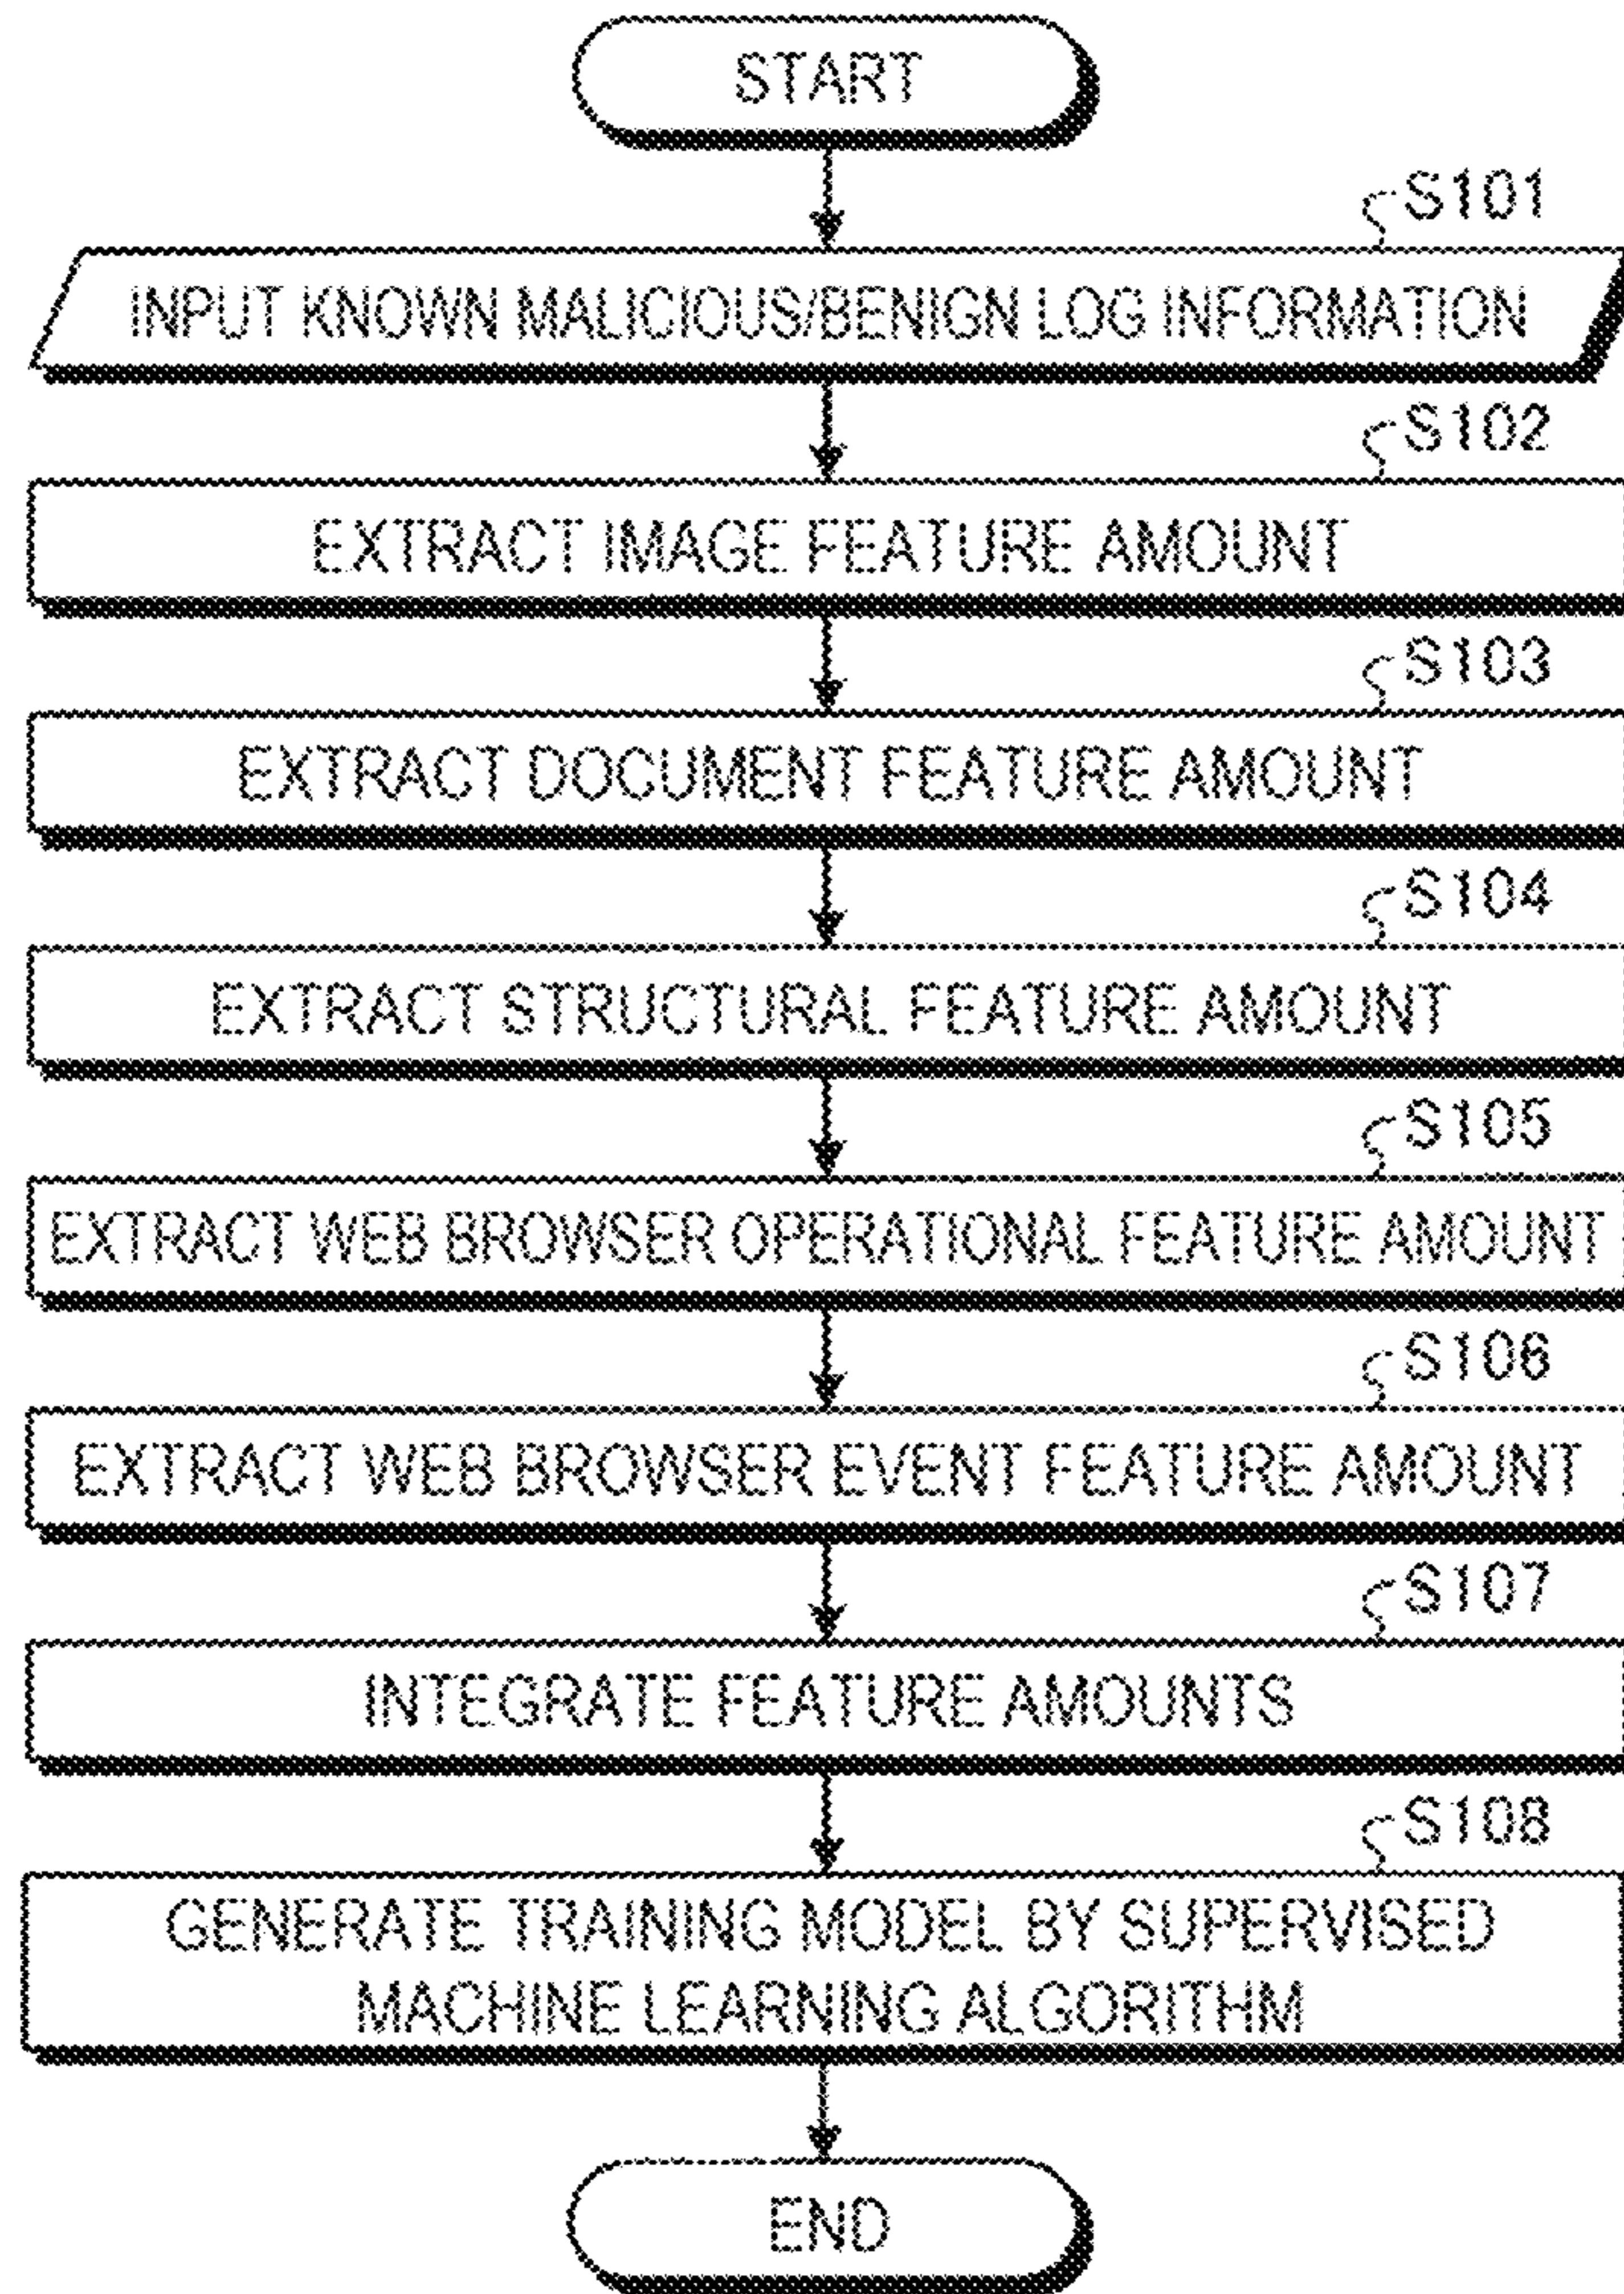 START
S101
INPUT KNOWN MALICIOUS/BENIGN LOG INFORMATION
S102
EXTRACT IMAGE FEATURE AMOUNT
S103
EXTRACT DOCUMENT FEATURE AMOUNT
S104
EXTRACT STRUCTURAL FEATURE AMOUNT
S105
EXTRACT WEB BROWSER OPERATIONAL FEATURE AMOUNT
S106
EXTRACT WEB BROWSER EVENT FEATURE AMOUNT
S107
INTEGRATE FEATURE AMOUNTS
S108
GENERATE TRAINING MODEL BY SUPERVISED
MACHINE LEARNING ALGORITHM
END